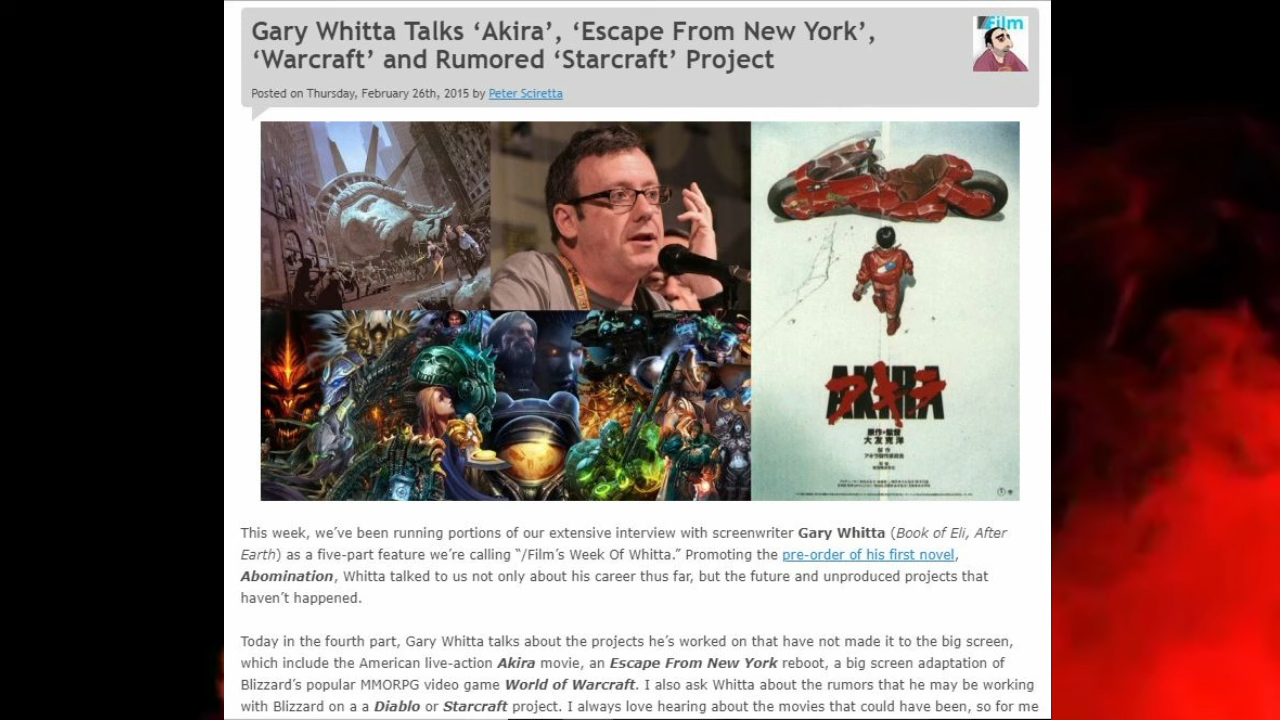 Gary Whitta Talks ‘Akira’, ‘Escape From New York’,
‘Warcraft’ and Rumored ‘Starcraft’ Project
Film
Posted on Thursday, February 26th, 2015 by Peter Sciretta
AKIRA
アキラ
大友克洋
This week, we’ve been running portions of our extensive interview with screenwriter Gary Whitta (Book of Eli, After
Earth) as a five-part feature we’re calling “/Film’s Week Of Whitta.” Promoting the pre-order of his first novel,
Abomination, Whitta talked to us not only about his career thus far, but the future and unproduced projects that
haven’t happened.
Today in the fourth part, Gary Whitta talks about the projects he’s worked on that have not made it to the big screen,
which include the American live-action Akira movie, an Escape From New York reboot, a big screen adaptation of
Blizzard’s popular MMORPG video game World of Warcraft. I also ask Whitta about the rumors that he may be working
with Blizzard on a a Diablo or Starcraft project. I always love hearing about the movies that could have been, so for me